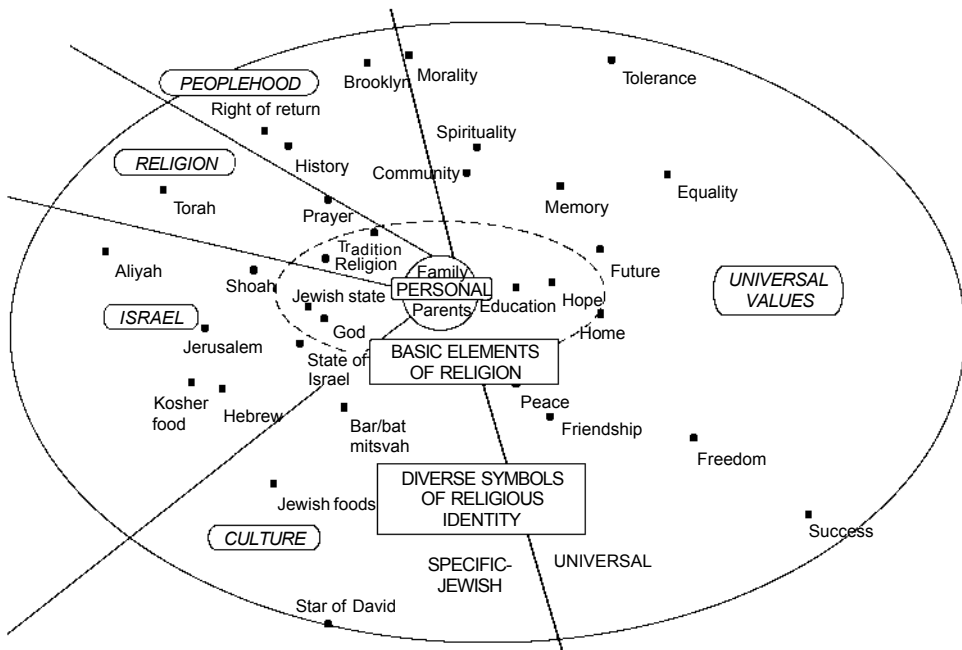 PEOPLEHOOD
Brooklyn
Morality
Tolerance
Right of return
Spirituality
RELIGION
History
Community
Torah
Prayer
Memory
Equality
Tradition
Religion
Family
Future
Aliyah
Shoah
PERSONAL
Hope
UNIVERSAL
VALUES
Jewish state
Parents
Education
ISRAEL
God
Home
Jerusalem
State of
Israel
BASIC ELEMENTS
OF RELIGION
Kosher
food
Hebrew
Peace
Bar/bat
mitsvah
Friendship
Freedom
Jewish foods
DIVERSE SYMBOLS
OF RELIGIOUS
IDENTITY
CULTURE
Success
SPECIFIC-
JEWISH
UNIVERSAL
Star of David